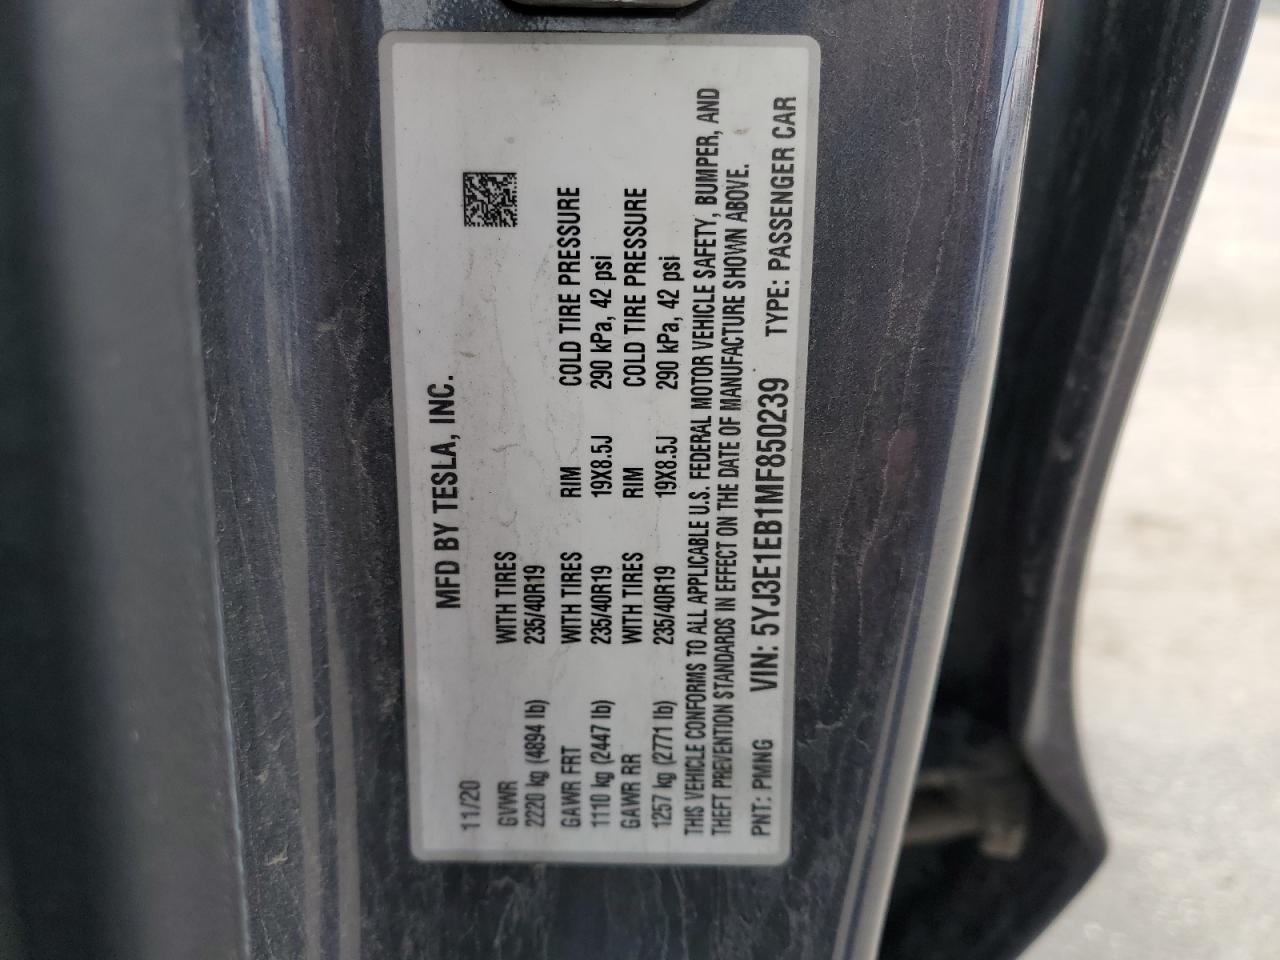 MFD BY TESLA, INC.
11/20
GVWR WITH TIRES
2220 kg (4894 lb) 235/40R19
GAWR FRT WITH TIRES RIM COLD TIRE PRESSURE
1110 kg (2447 lb) 235/40R19 19X8.5J 290 kPa, 42 psi
GAWR RR WITH TIRES RIM COLD TIRE PRESSURE
1257 kg (2771 lb) 235/40R19 19X8.5J 290 kPa, 42 psi
THIS VEHICLE CONFORMS TO ALL APPLICABLE U.S. FEDERAL MOTOR VEHICLE SAFETY, BUMPER, AND
THEFT PREVENTION STANDARDS IN EFFECT ON THE DATE OF MANUFACTURE SHOWN ABOVE.
PNT: PMNG VIN: 5YJ3E1EB1MF850239 TYPE: PASSENGER CAR